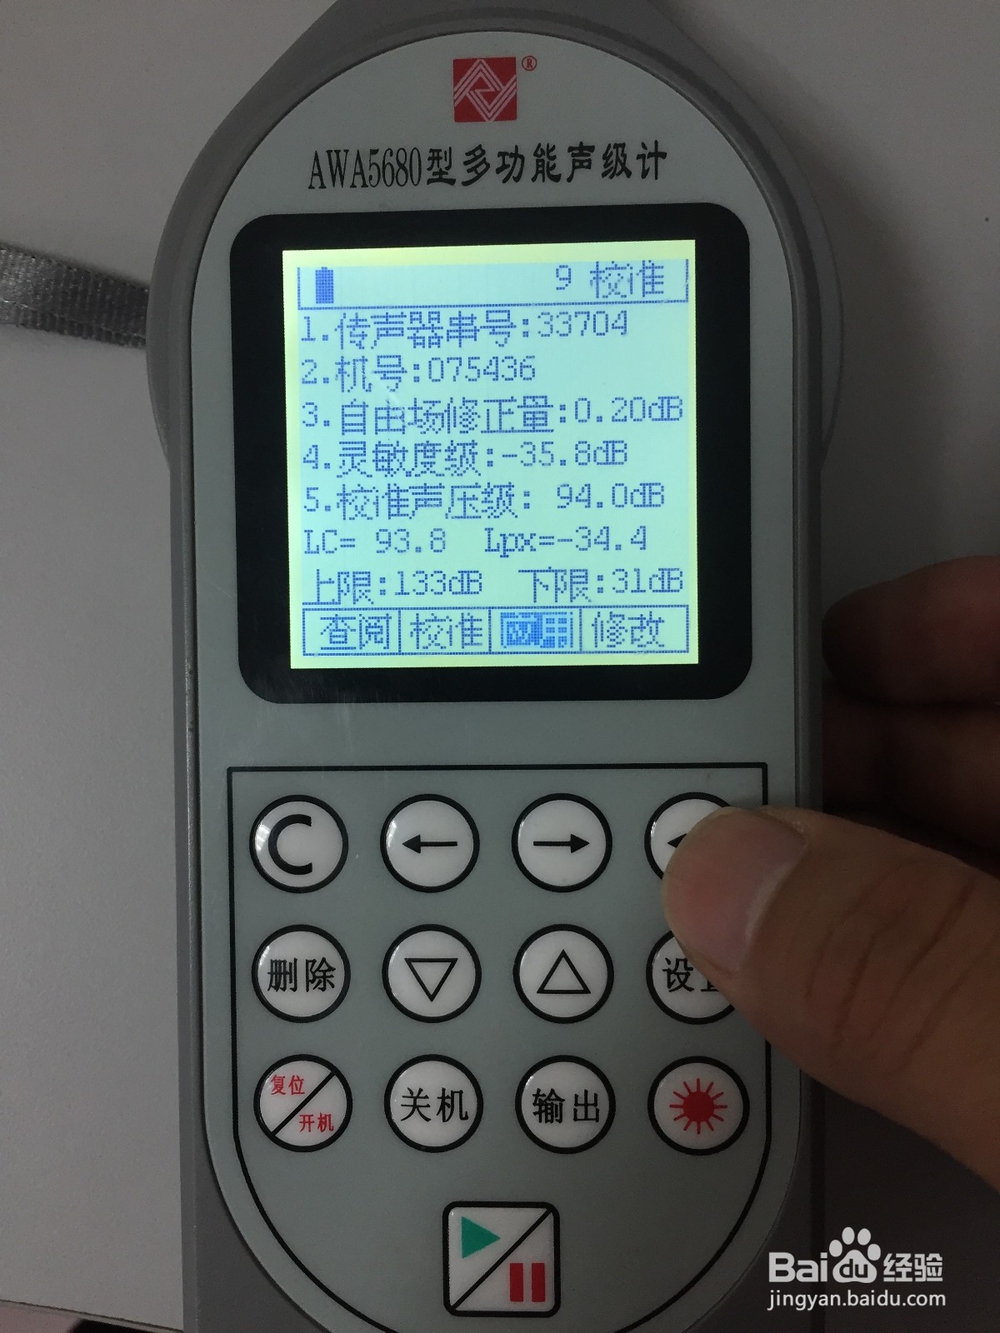 ®
AWA5680型多功能声级计
9 校准
1.传声器串号:33704
2.机号:075436
3.自由场修正量:0.20dB
4.灵敏度级:-35.8dB
5.校准声压级: 94.0dB
LC= 93.8 Lpx=-34.4
上限:133dB 下限:31dB
查阅 校准 应用 修改
C
删除 设置
复位
开机 关机 输出
Baidu经验
jingyan.baidu.com